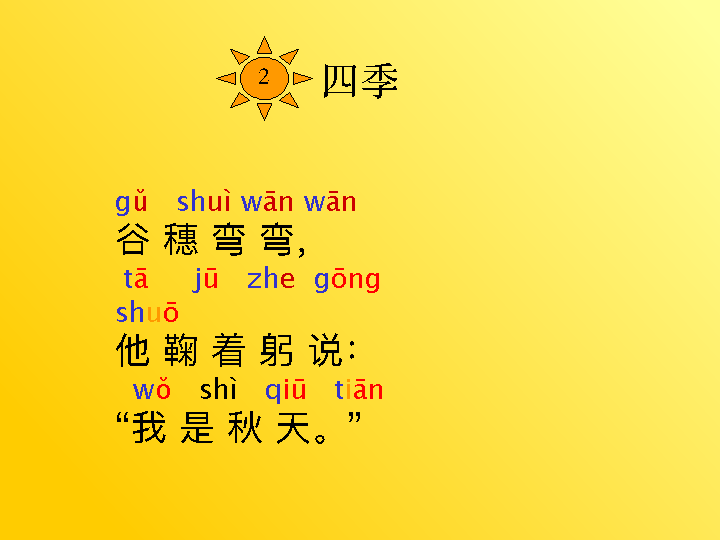 2
四季
gǔ shuì wān wān
谷 穗 弯 弯,
tā jū zhe gōng
shuō
他 鞠 着 躬 说:
wǒ shì qiū tiān
“我 是 秋 天。”